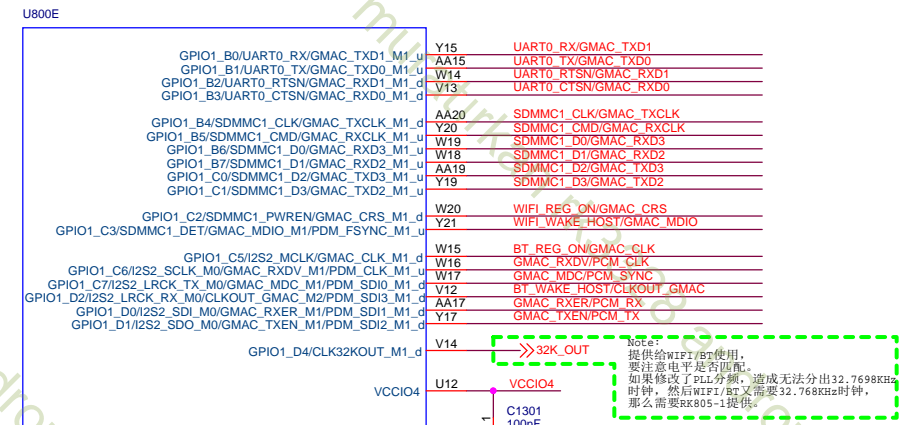 U800E
GPIO1_B0/UART0_RX/GMAC_TXD1_M1_u Y15 UART0_RX/GMAC_TXD1
GPIO1_B1/UART0_TX/GMAC_TXD0_M1_u AA15 UART0_TX/GMAC_TXD0
GPIO1_B2/UART0_RTSN/GMAC_RXD1_M1_d W14 UART0_RTSN/GMAC_RXD1
GPIO1_B3/UART0_CTSN/GMAC_RXD0_M1_d V13 UART0_CTSN/GMAC_RXD0
GPIO1_B4/SDMMC1_CLK/GMAC_TXCLK_M1_d AA20 SDMMC1_CLK/GMAC_TXCLK
GPIO1_B5/SDMMC1_CMD/GMAC_RXCLK_M1_u Y20 SDMMC1_CMD/GMAC_RXCLK
GPIO1_B6/SDMMC1_D0/GMAC_RXD3_M1_u W19 SDMMC1_D0/GMAC_RXD3
GPIO1_B7/SDMMC1_D1/GMAC_RXD2_M1_u W18 SDMMC1_D1/GMAC_RXD2
GPIO1_C0/SDMMC1_D2/GMAC_TXD3_M1_u AA19 SDMMC1_D2/GMAC_TXD3
GPIO1_C1/SDMMC1_D3/GMAC_TXD2_M1_u Y19 SDMMC1_D3/GMAC_TXD2
GPIO1_C2/SDMMC1_PWREN/GMAC_CRS_M1_d W20 WIFI_REG_ON/GMAC_CRS
GPIO1_C3/SDMMC1_DET/GMAC_MDIO_M1/PDM_FSYNC_M1_u Y21 WIFI_WAKE_HOST/GMAC_MDIO
GPIO1_C5/I2S2_MCLK/GMAC_CLK_M1_d W15 BT_REG_ON/GMAC_CLK
GPIO1_C6/I2S2_SCLK_M0/GMAC_RXDV_M1/PDM_CLK_M1_u W16 GMAC_RXDV/PCM_CLK
GPIO1_C7/I2S2_LRCK_TX_M0/GMAC_MDC_M1/PDM_SDI0_M1_d W17 GMAC_MDC/PCM_SYNC
GPIO1_D2/I2S2_LRCK_RX_M0/CLKOUT_GMAC_M2/PDM_SDI3_M1_d V12 BT_WAKE_HOST/CLKOUT_GMAC
GPIO1_D0/I2S2_SDI_M0/GMAC_RXER_M1/PDM_SDI1_M1_d AA17 GMAC_RXER/PCM_RX
GPIO1_D1/I2S2_SDO_M0/GMAC_TXEN_M1/PDM_SDI2_M1_d Y17 GMAC_TXEN/PCM_TX
GPIO1_D4/CLK32KOUT_M1_d V14 32K_OUT
Note:
提供给WIFI/BT使用，
要注意电平是否匹配。
如果修改了PLL分频，造成无法分出32.7698KHz
时钟，然后WIFI/BT又需要32.768KHz时钟，
那么需要RK805-1提供。
VCCIO4 U12 VCCIO4
C1301
1
100nF